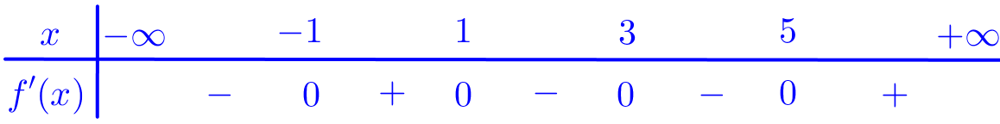 x −∞ −1 1 3 5 +∞
f′(x) − 0 + 0 − 0 − 0 +